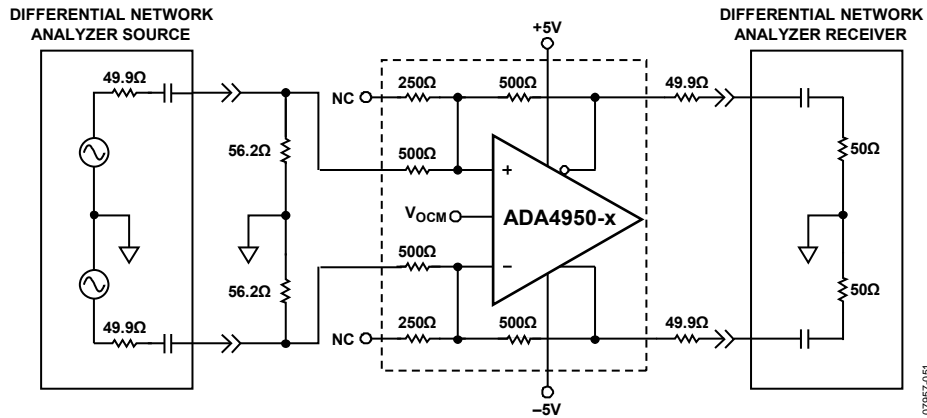 DIFFERENTIAL NETWORK
ANALYZER SOURCE
DIFFERENTIAL NETWORK
ANALYZER RECEIVER
+5V
49.9Ω
NC
250Ω
500Ω
49.9Ω
56.2Ω
500Ω
50Ω
+
VOCM
ADA4950-x
500Ω
−
56.2Ω
50Ω
49.9Ω
NC
250Ω
500Ω
49.9Ω
−5V
07957-051